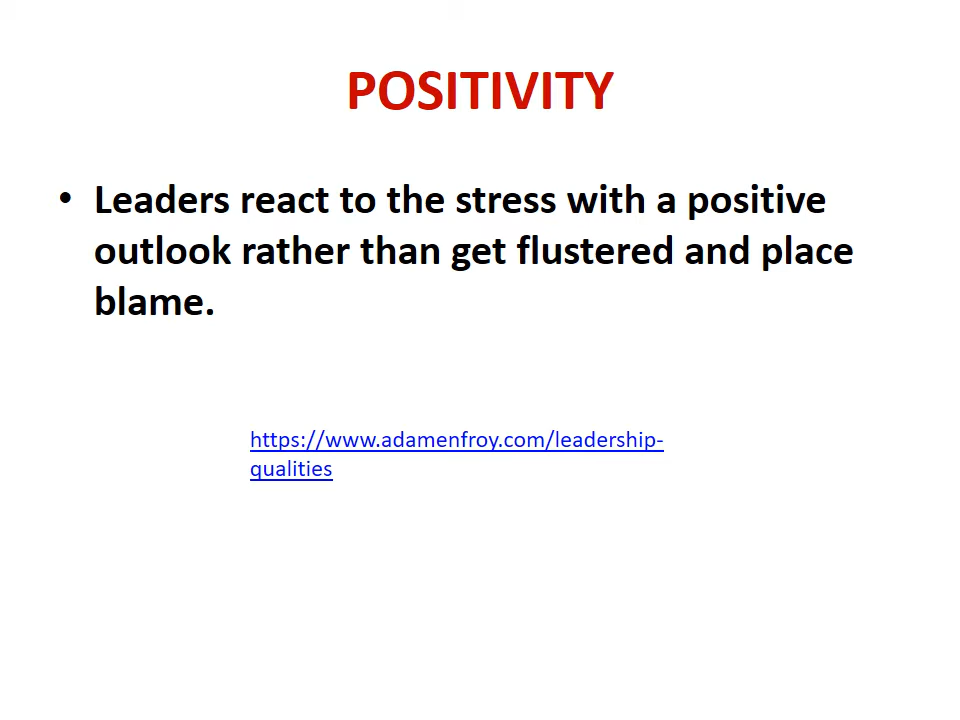 POSITIVITY
• Leaders react to the stress with a positive
outlook rather than get flustered and place
blame.
https://www.adamenfroy.com/leadership-
qualities